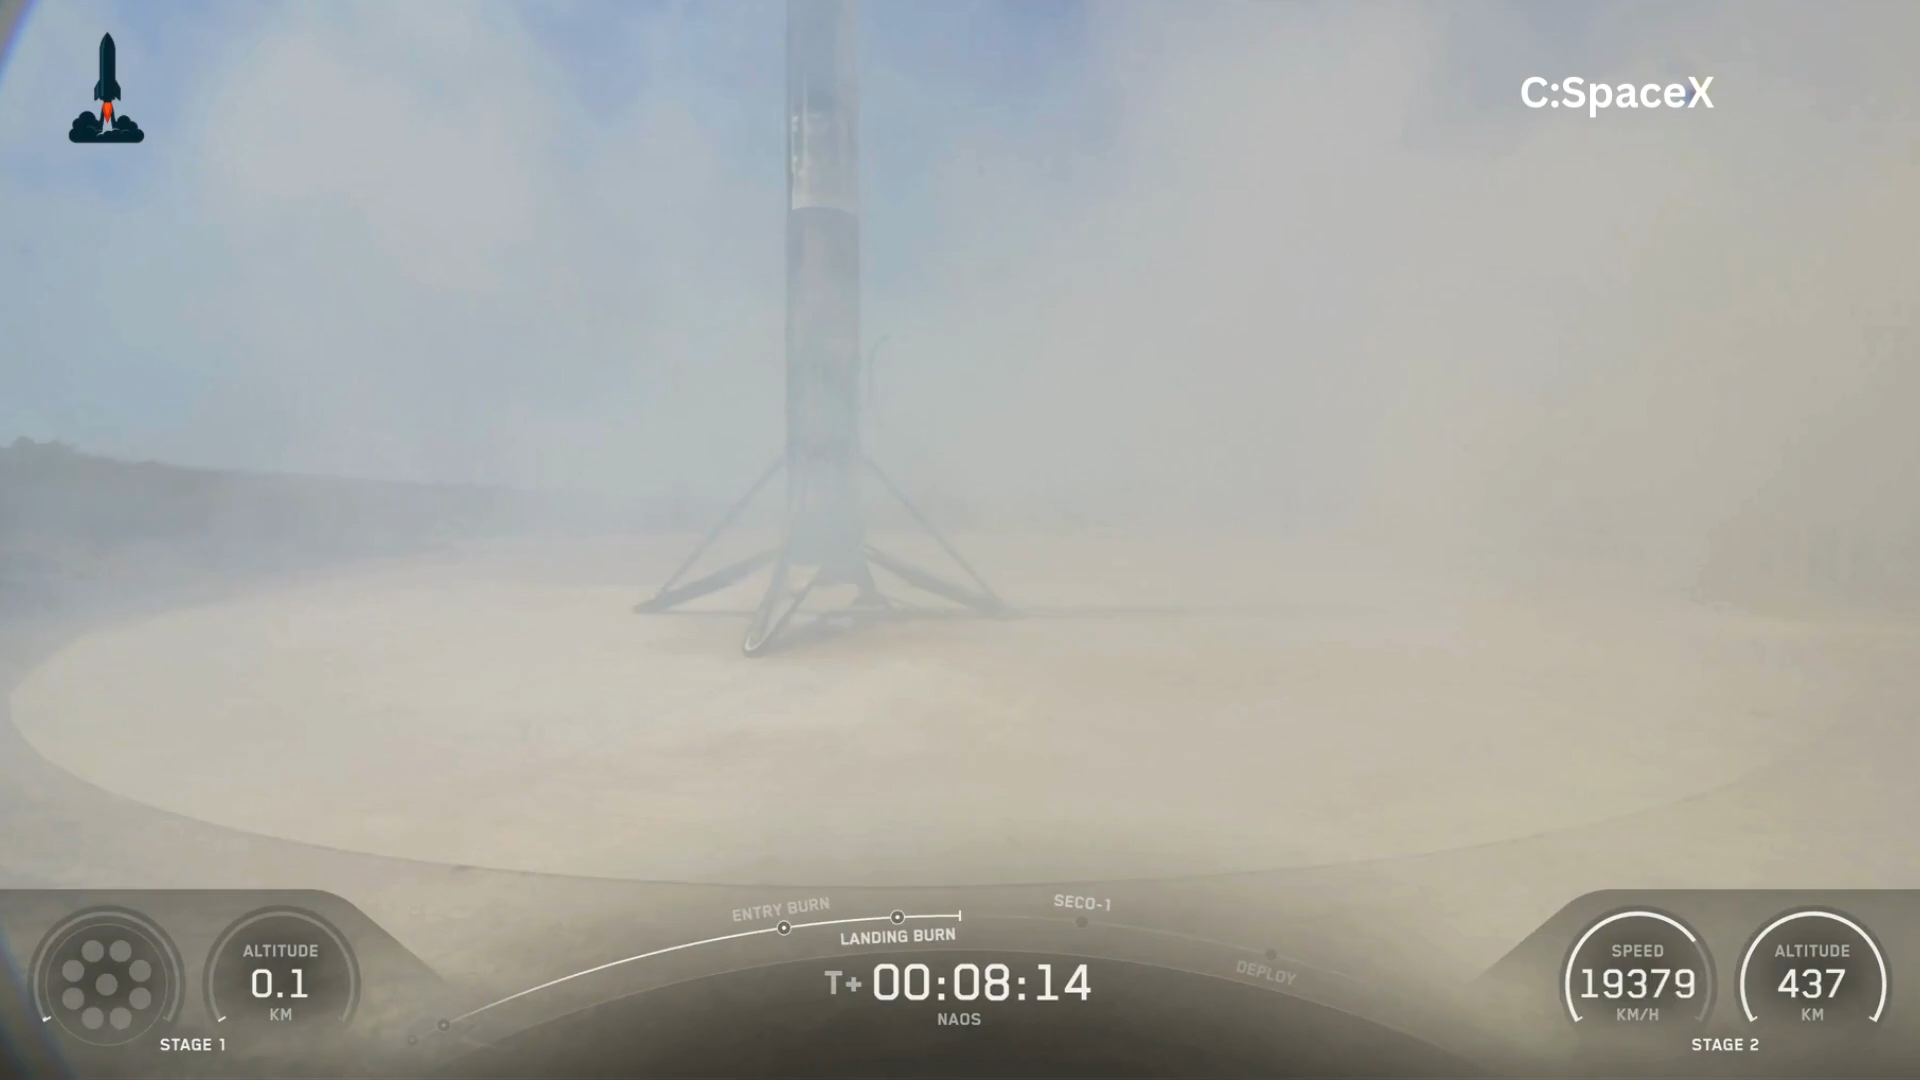 C:SpaceX
ENTRY BURN
LANDING BURN
SECO-1
DEPLOY
ALTITUDE
0.1
KM
STAGE 1
T+ 00:08:14
NAOS
SPEED
19379
KM/H
ALTITUDE
437
KM
STAGE 2